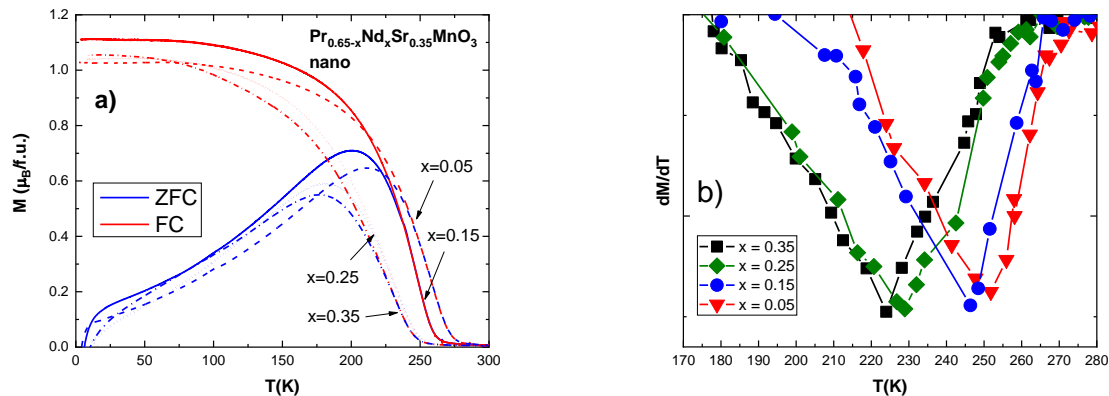 Pr0.65-xNdxSr0.35MnO3
nano
a)
1.2
1.0
0.8
0.6
0.4
0.2
0.0
M (μB/f.u.)
ZFC
FC
x=0.05
x=0.15
x=0.25
x=0.35
0 50 100 150 200 250 300
T(K)
b)
dM/dT
x = 0.35
x = 0.25
x = 0.15
x = 0.05
170 180 190 200 210 220 230 240 250 260 270 280
T(K)